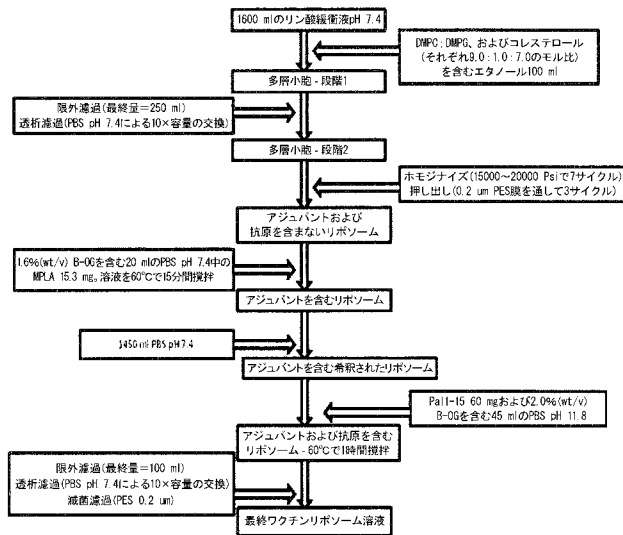 1600 mlのリン酸緩衝液pH 7.4
DMPC; DMPG、およびコレステロール
(それぞれ9.0:1.0:7.0のモル比)
を含むエタノール100 ml
多層小胞 - 段階1
限外濾過(最終量=250 ml)
透析濾過(PBS pH 7.4による10×容量の交換)
多層小胞 - 段階2
ホモジナイズ(15000～20000 Psiで7サイクル)
押し出し(0.2 um PES膜を通して3サイクル)
アジュバントおよび
抗原を含まないリポソーム
1.6%(wt/v) B-OGを含む20 mlのPBS pH 7.4中の
MPLA 15.3 mg。溶液を60℃で15分間攪拌
アジュバントを含むリポソーム
1450 ml PBS pH 7.4
アジュバントを含む希釈されたリポソーム
Pal1-15 60 mgおよび2.0%(wt/v)
B-OGを含む45 mlのPBS pH 11.8
アジュバントおよび抗原を含む
リポソーム - 60℃で1時間攪拌
限外濾過(最終量=100 ml)
透析濾過(PBS pH 7.4による10×容量の交換)
滅菌濾過(PES 0.2 um)
最終ワクチンリポソーム溶液